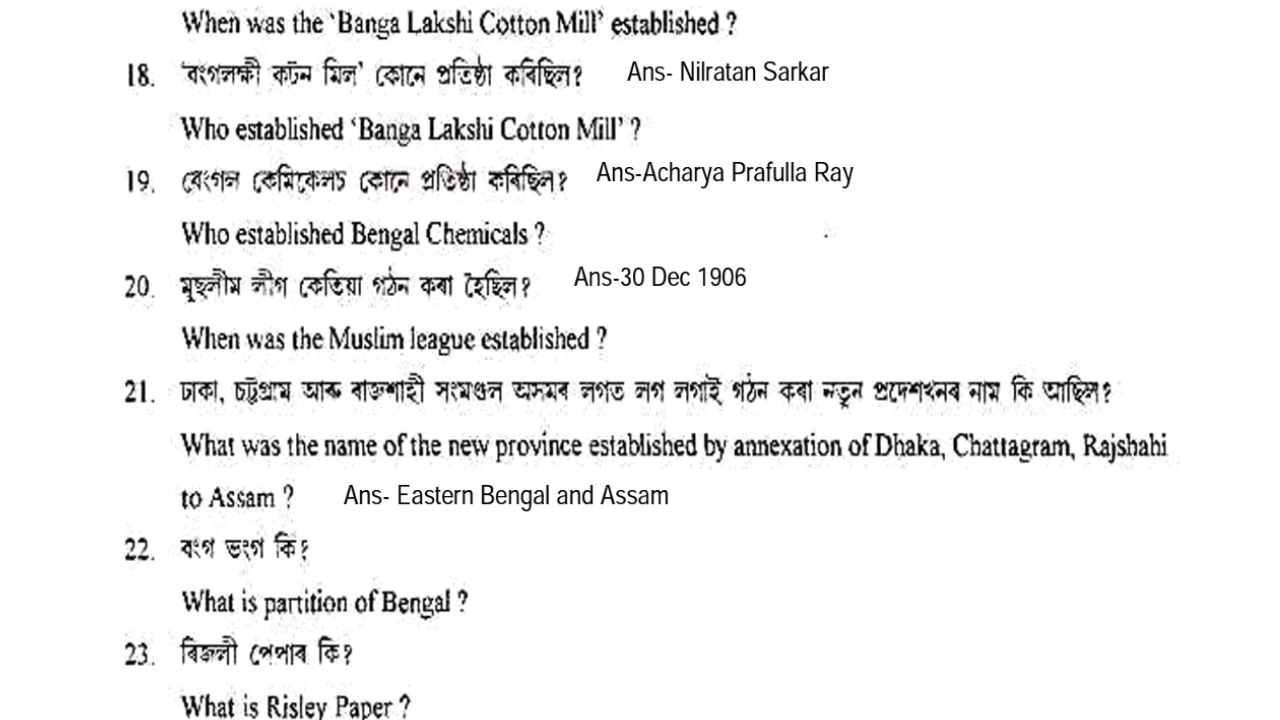 When was the ‘Banga Lakshi Cotton Mill’ established ?
18. ‘বংগলক্ষী কটন মিল’ কোনে প্ৰতিষ্ঠা কৰিছিল? Ans- Nilratan Sarkar
Who established ‘Banga Lakshi Cotton Mill’ ?
19. বেংগল কেমিকেলচ কোনে প্ৰতিষ্ঠা কৰিছিল? Ans-Acharya Prafulla Ray
Who established Bengal Chemicals ?
20. মুছলীম লীগ কেতিয়া গঠন কৰা হৈছিল? Ans-30 Dec 1906
When was the Muslim league established ?
21. ঢাকা, চট্টগ্ৰাম আৰু ৰাজশাহী সংমণ্ডল অসমৰ লগত লগ লগাই গঠন কৰা নতুন প্ৰদেশখনৰ নাম কি আছিল?
What was the name of the new province established by annexation of Dhaka, Chattagram, Rajshahi
to Assam ? Ans- Eastern Bengal and Assam
22. বংগ ভংগ কি?
What is partition of Bengal ?
23. ৰিজলী পেপাৰ কি?
What is Risley Paper ?